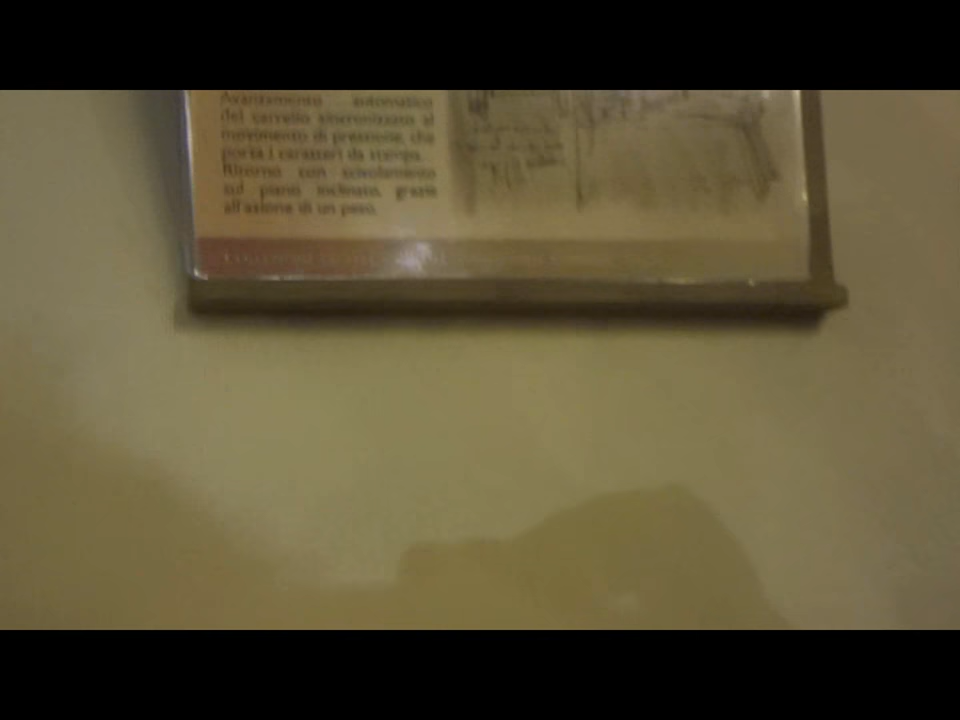 Avanzamento automatico
del carrello sincronizzato al
movimento di pressione, che
porta i caratteri da stampa.
Ritorno con scivolamento
sul piano inclinato, grazie
all'azione di un peso.